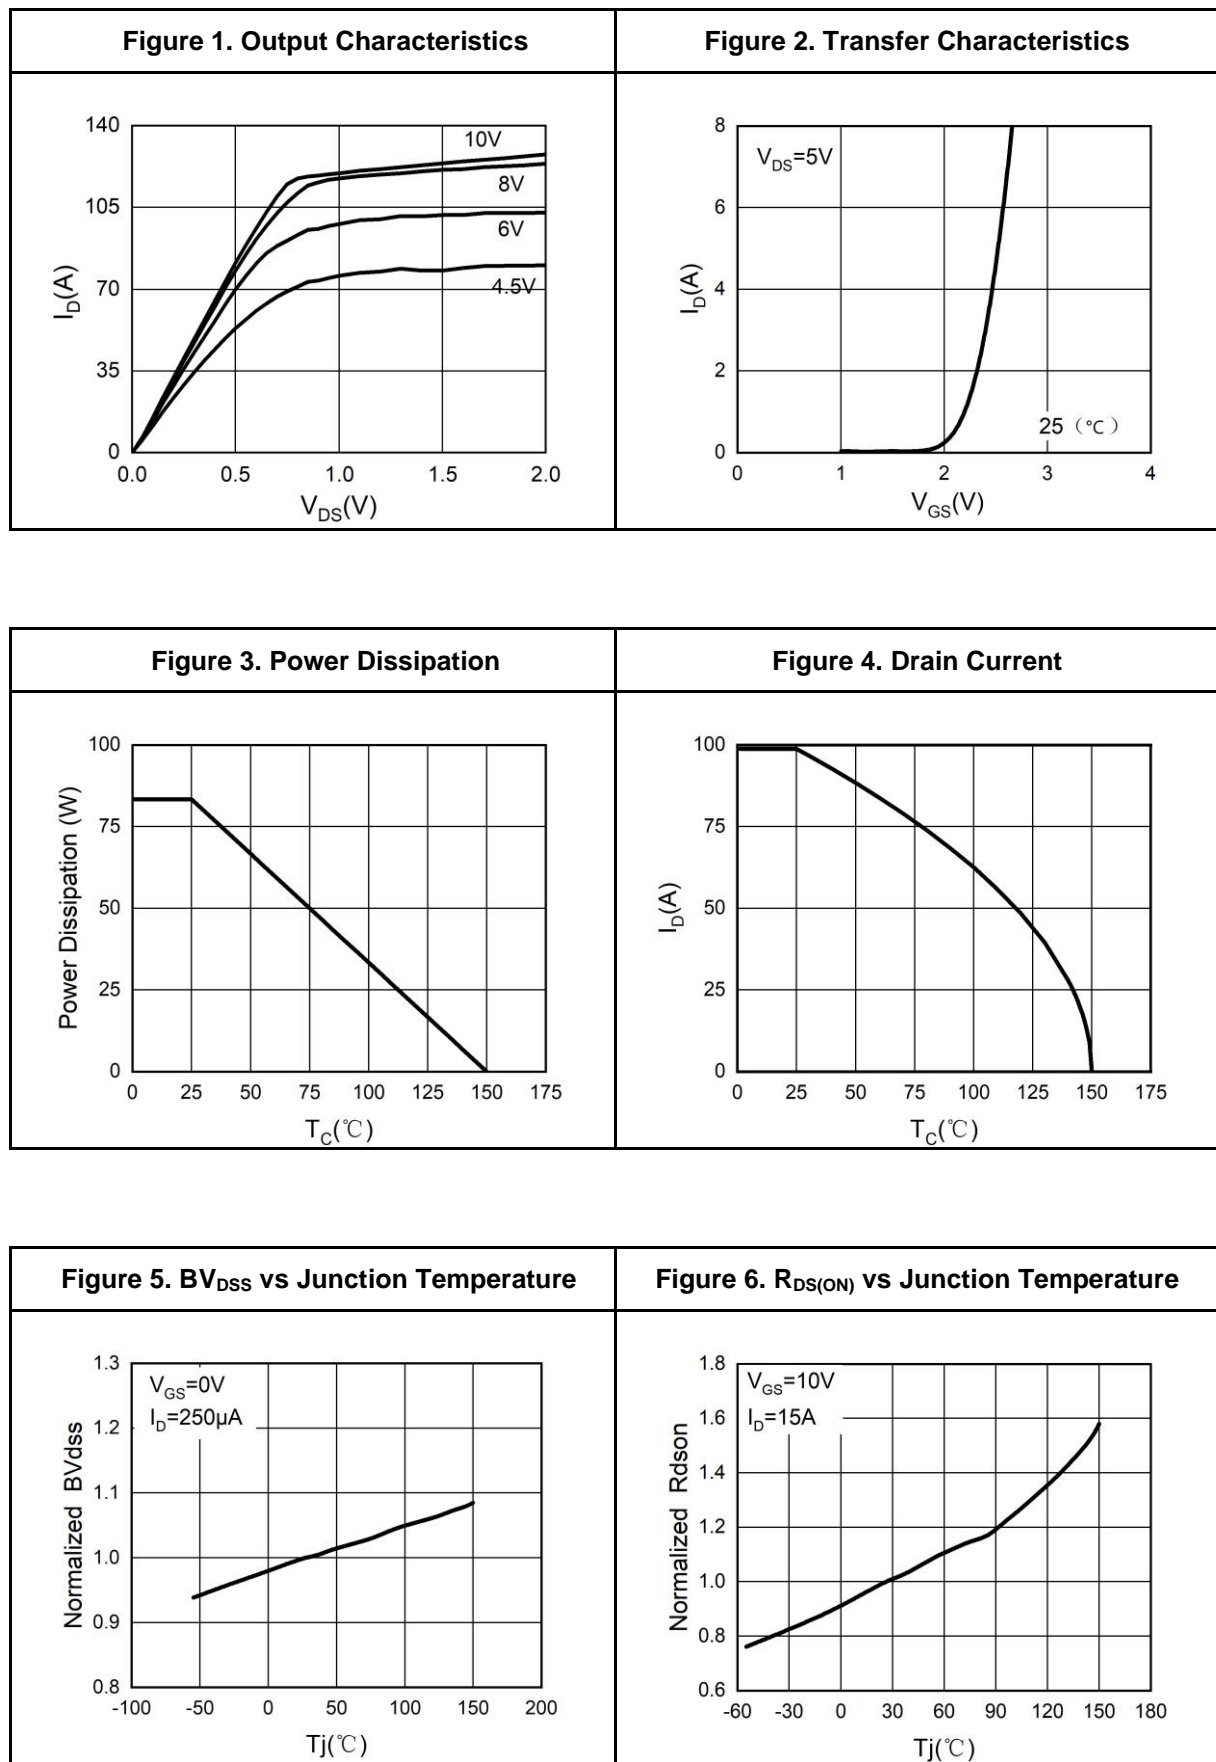 Figure 1. Output Characteristics
Figure 2. Transfer Characteristics
140
105
70
35
0
0.0 0.5 1.0 1.5 2.0
I_D(A)
V_DS(V)
10V
8V
6V
4.5V
8
6
4
2
0
0 1 2 3 4
I_D(A)
V_GS(V)
V_DS=5V
25（℃）
Figure 3. Power Dissipation
Figure 4. Drain Current
100
75
50
25
0
0 25 50 75 100 125 150 175
Power Dissipation (W)
T_C(℃)
100
75
50
25
0
0 25 50 75 100 125 150 175
I_D(A)
T_C(℃)
Figure 5. BV_DSS vs Junction Temperature
Figure 6. R_DS(ON) vs Junction Temperature
1.3
1.2
1.1
1.0
0.9
0.8
-100 -50 0 50 100 150 200
Normalized BVdss
Tj(℃)
V_GS=0V
I_D=250μA
1.8
1.6
1.4
1.2
1.0
0.8
0.6
-60 -30 0 30 60 90 120 150 180
Normalized Rdson
Tj(℃)
V_GS=10V
I_D=15A